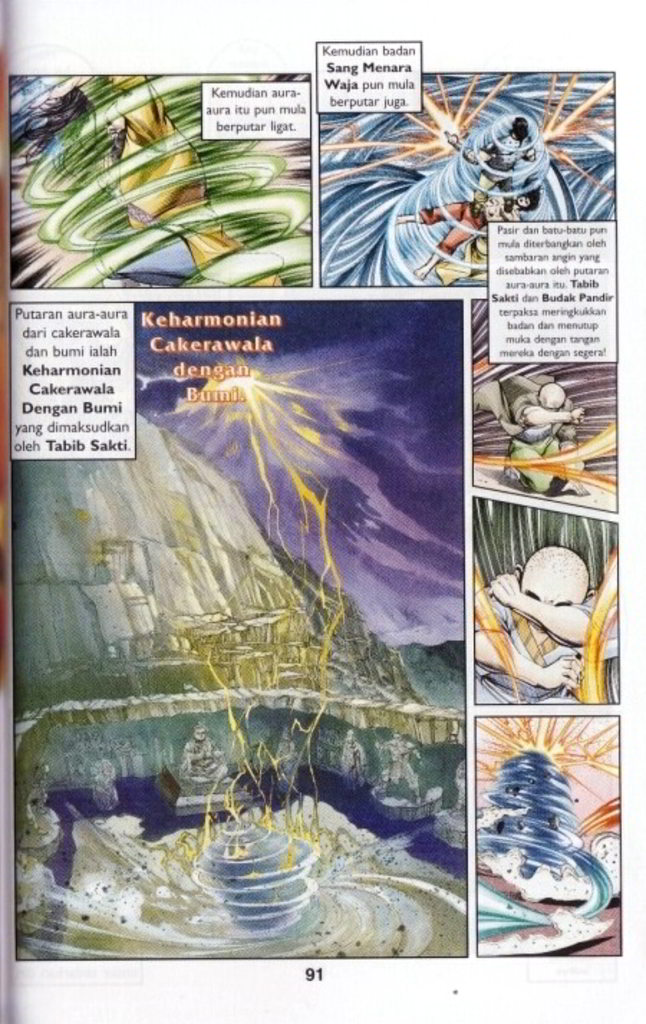 Kemudian aura-
aura itu pun mula
berputar ligat.
Kemudian badan
Sang Menara
Waja pun mula
berputar juga.
Pasir dan batu-batu pun
mula diterbangkan oleh
sambaran angin yang
disebabkan oleh putaran
aura-aura itu. Tabib
Sakti dan Budak Pandir
terpaksa meringkukkan
badan dan menutup
muka dengan tangan
mereka dengan segera!
Putaran aura-aura
dari cakerawala
dan bumi ialah
Keharmonian
Cakerawala
Dengan Bumi
yang dimaksudkan
oleh Tabib Sakti.
Keharmonian
Cakerawala
dengan
Bumi.
91